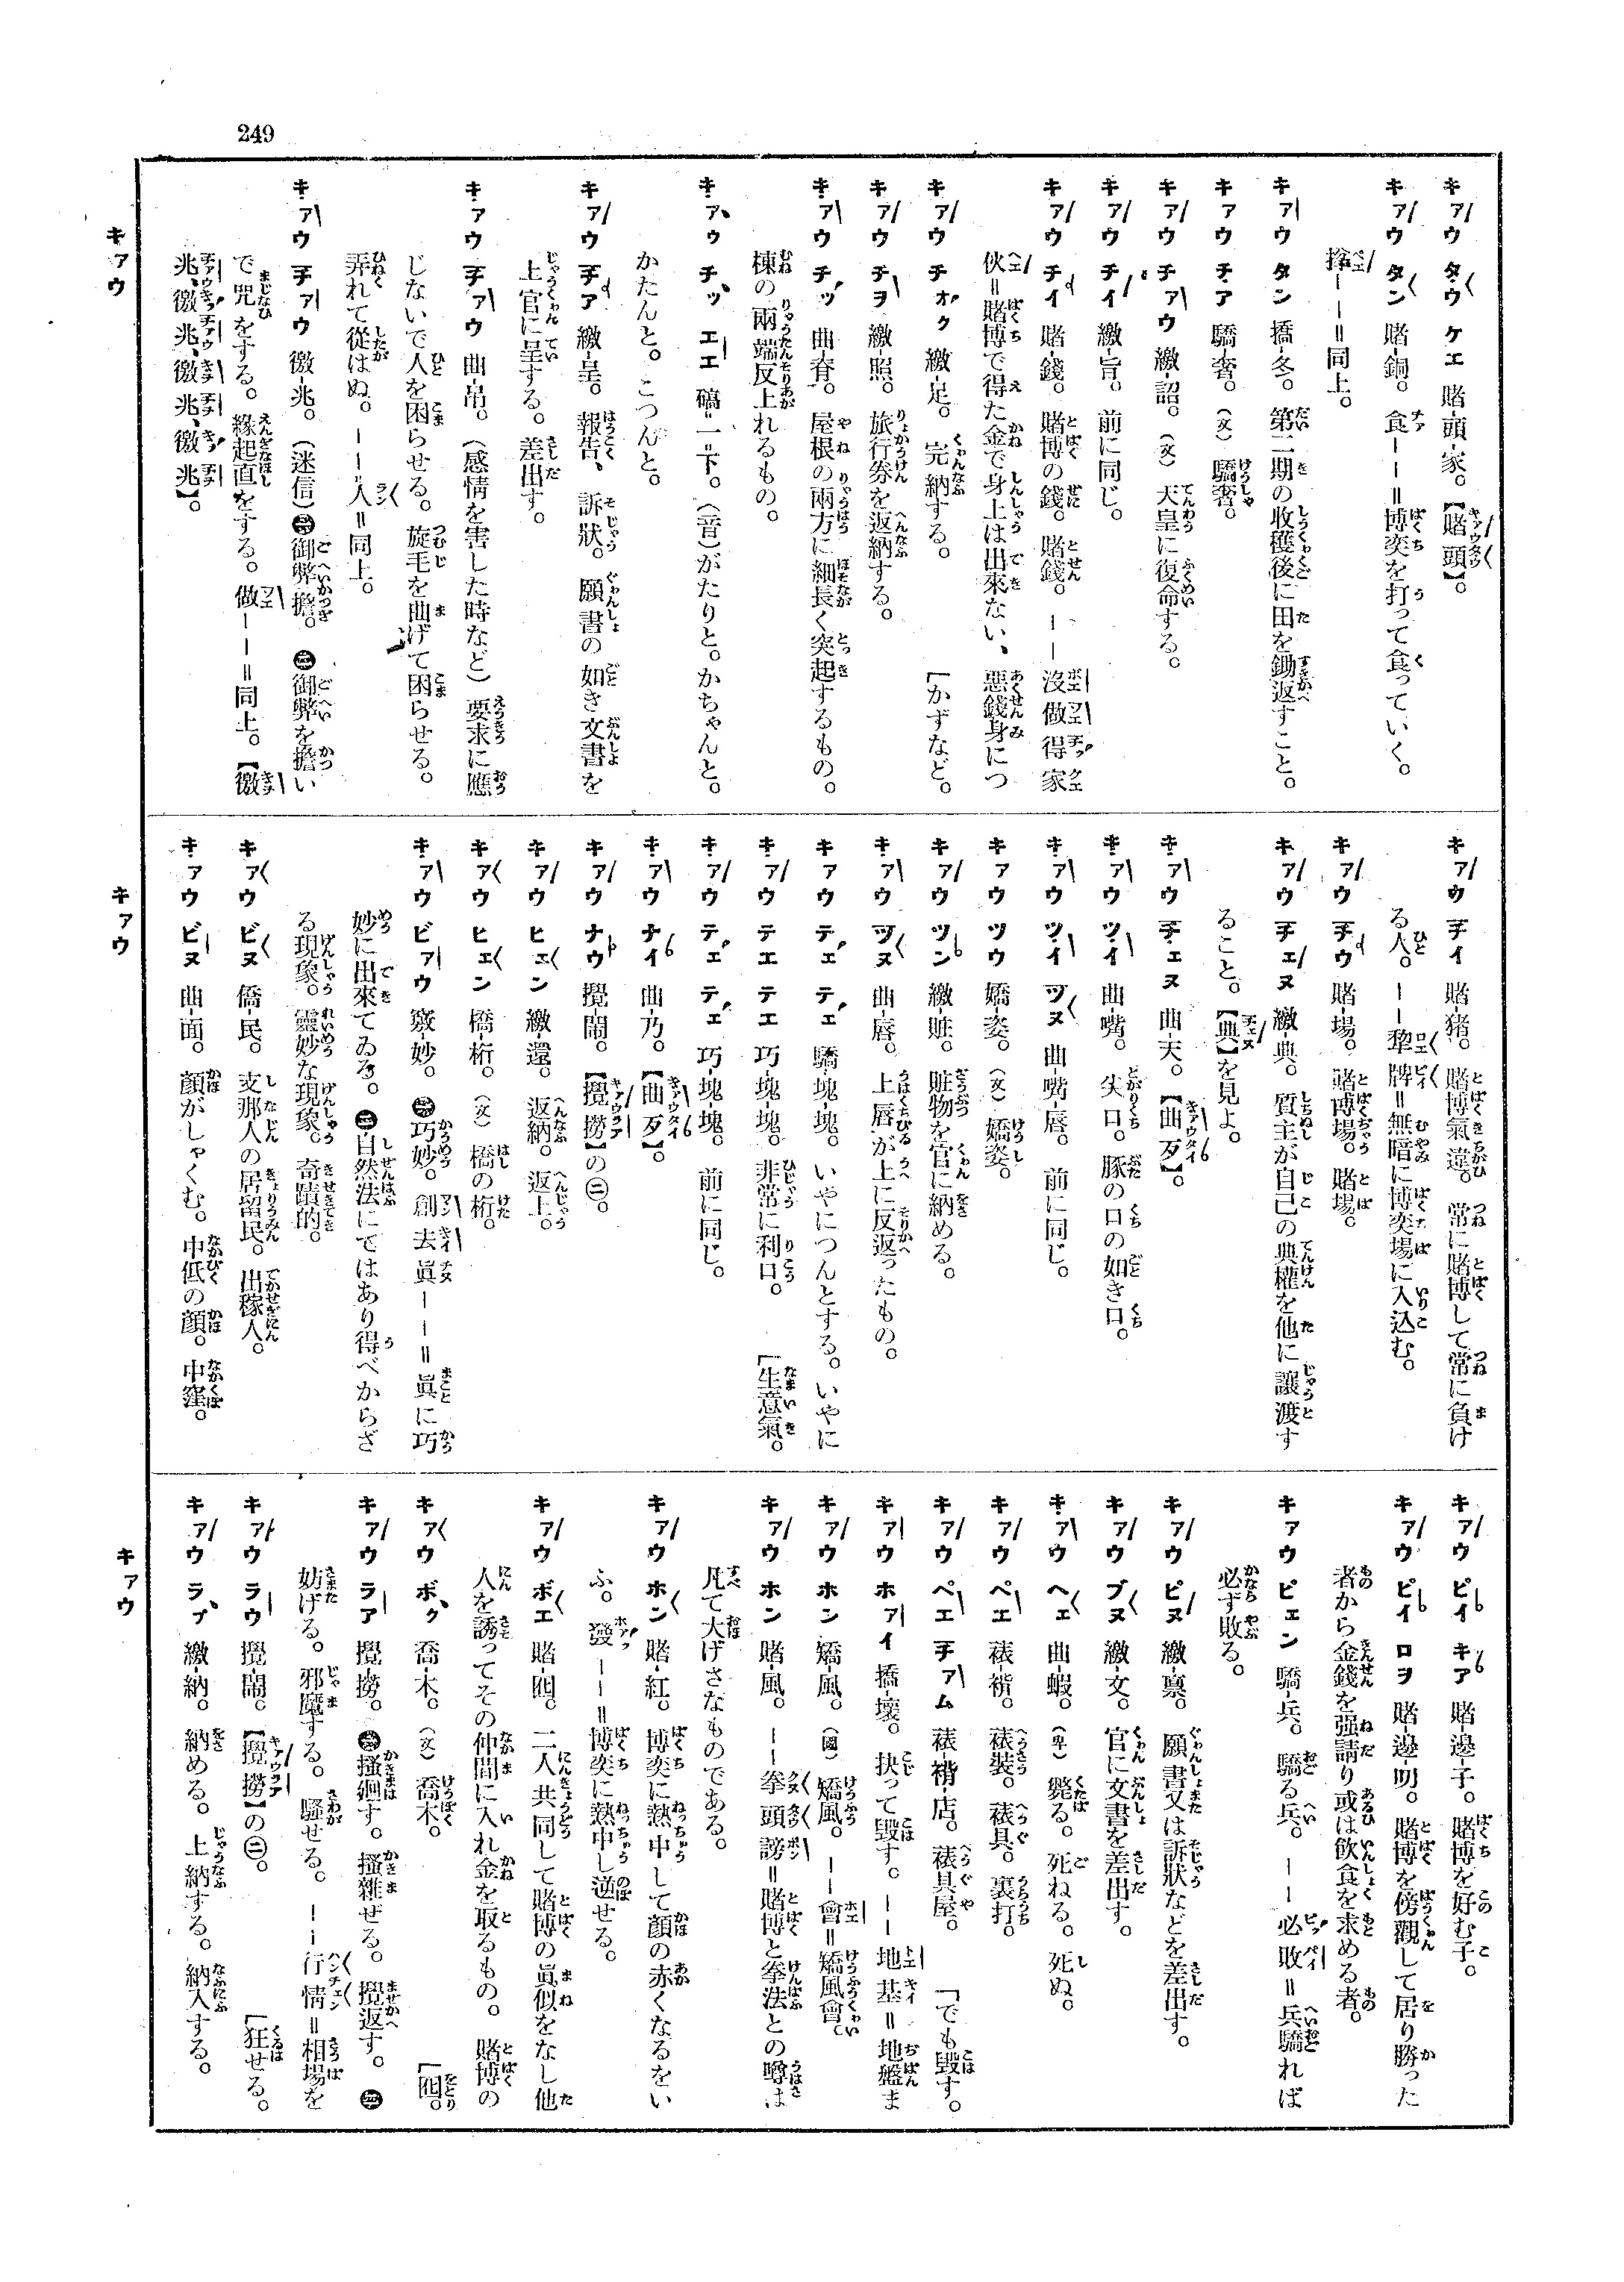 249
キァウ タウ ケエ 賭-頭-家。【賭頭】。
キァウ タン 賭-銅。食ーー＝博奕を打って食っていく。
ーー＝同上。
キァウ タン 橋-冬。第二期の收穫後に田を鋤返すこと。
キァウ チア 驕-奢。（文）驕奢。
キァウ チァウ 繳-詔。（文）天皇に復命する。
キァウ チイ 繳-旨。前に同じ。
キァウ チイ 賭-錢。賭博の錢。賭錢。ーー沒做得家
伙＝賭博で得た金で身上は出來ない、惡錢身につ
キァウ チォク 繳-足。完納する。［かずなど。
キァウ チヲ 繳-照。旅行券を返納する。
キァウ チッ 曲-脊。屋根の兩方に細長く突起するもの。
棟の兩端反上れるもの。
キァウ チッ エエ 碻＝一＝下。（音）がたりと。かちゃんと。
かたんと。こつんと。
キァウ チア 繳-呈。報告、訴狀。願書の如き文書を
上官に呈する。差出す。
キァウ チァウ 曲-吊。（感情を害した時など）要求に應
じないで人を困らせる。旋毛を曲げて困らせる。
弄れて從はぬ。ーーー人＝同上。
キァウ チァウ 徼-兆。（迷信）㊀御弊擔。㊁御弊を擔い
で咒をする。緣起直をする。做ーー＝同上。【徼
兆、徼兆、徼兆、徼兆】。
キァウ
キァウ チイ 賭-猪。賭博氣違。常に賭博して常に負け
る人。ーー犂牌＝無暗に博奕場に入込む。
キァウ チウ 賭-場。賭博場。賭場。
キァウ チェヌ 繳-典。質主が自己の典權を他に讓渡す
ること。【典】を見よ。
キァウ チェヌ 曲-夭。【曲歹】。
キァウ ツイ 曲-嘴。尖口。豚の口の如き口。
キァウ ツイ ツヌ 曲-嘴-唇。前に同じ。
キァウ ツウ 嬌-姿。（文）嬌姿。
キァウ ツン 繳-賍。賍物を官に納める。
キァウ ツヌ 曲-唇。上唇が上に反返ったもの。
キァウ テェ テェ 驕-塊-塊。いやにつんとする。いやに
キァウ テエ テエ 巧-塊-塊。非常に利口。［生意氣。
キァウ テェ テェ 巧-塊-塊。前に同じ。
キァウ ナイ 曲-乃。【曲歹】。
キァウ ナウ 攪-鬧。【攪撈】の㊁。
キァウ ヒェン 繳-還。返納。返上。
キァウ ヒェン 橋-桁。（文）橋の桁。
キァウ ビァウ 竅-妙。㊀巧妙。創去眞ーー＝眞に巧
妙に出來てゐる。㊁自然法にてはあり得べからざ
る現象。靈妙な現象。奇蹟的。
キァウ ビヌ 僑-民。支那人の居留民。出稼人。
キァウ ビヌ 曲-面。顏がしゃくむ。中低の顏。中窪。
キァウ
キァウ ピイ キア 賭-邊-子。賭博を好む子。
キァウ ピイ ロヲ 賭-邊-。賭博を傍觀して居り勝った
者から金錢を强請り或は飮食を求める者。
キァウ ピェン 驕-兵。驕る兵。ーー必敗＝兵驕れば
必ず敗る。
キァウ ピヌ 繳-稟。願書又は訴狀などを差出す。
キァウ ブヌ 繳-文。官に文書を差出す。
キァウ ヘェ 曲-蝦。（卑）斃る。死ねる。死ぬ。
キァウ ペエ 裱-褙。裱裝。裱具。裏打。
キァウ ペエ チァム 裱-褙-店。裱具屋。［でも毀す。
キァウ ホァイ 橋-壞。抉って毀す。ーー地基＝地盤ま
キァウ ホン 矯-風。（國）矯風。ーー會＝矯風會。
キァウ ホン 賭-風。ーー拳頭謗＝賭博と拳法との噂は
凡て大げさなものである。
キァウ ホン 賭-紅。博奕に熱中して顏の赤くなるをい
ふ。發ーー＝博奕に熱中し逆せる。
キァウ ボエ 賭-囮。二人共同して賭博の眞似をなし他
人を誘ってその仲間に入れ金を取るもの。賭博の
キァウ ボク 喬-木。（文）喬木。［囮。
キァウ ラア 攪-撈。㊀搔廻す。搔雜ぜる。攪返す。㊁
妨げる。邪魔する。騷せる。ーー行情＝相場を
キァウ ラウ 攪-鬧。【攪撈】の㊁。［狂せる。
キァウ ラプ 繳-納。納める。上納する。納入する。
キァウ